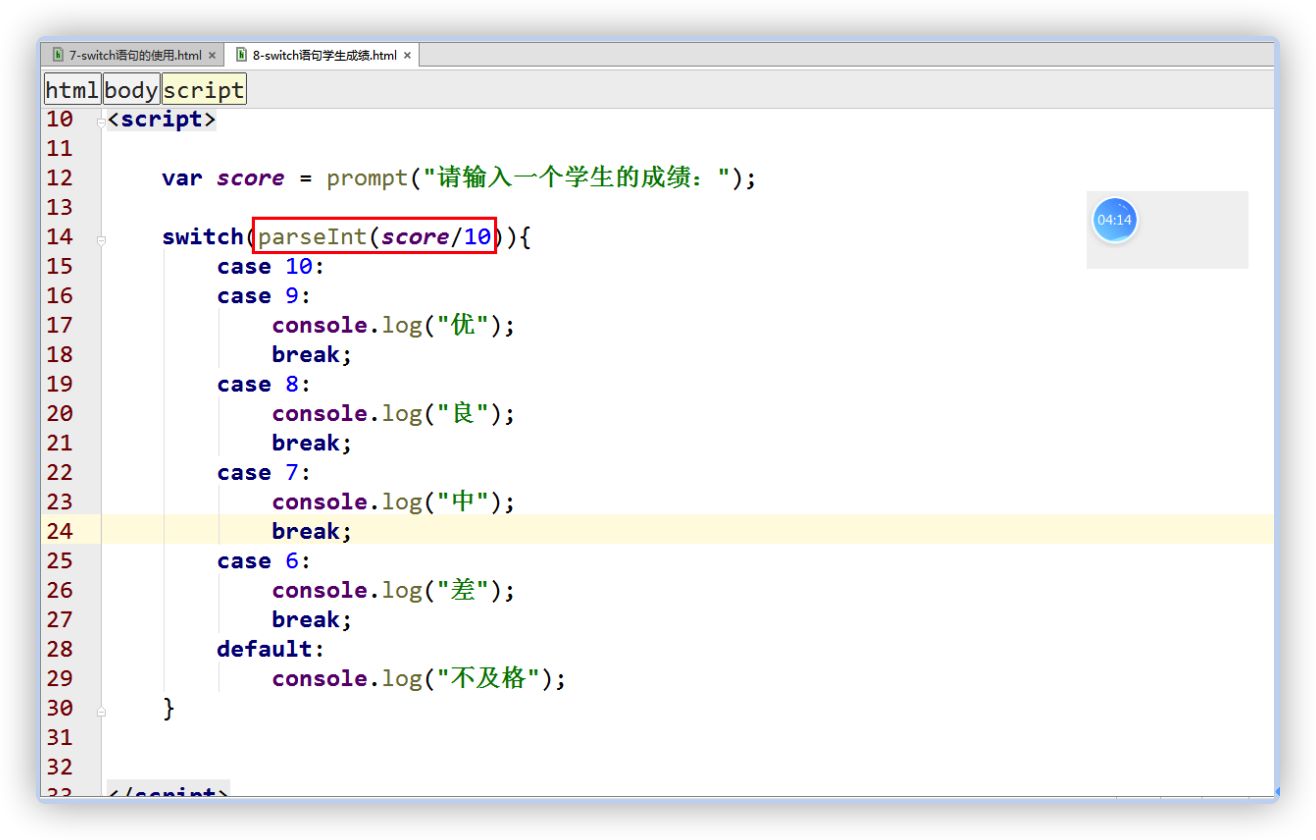 7-switch语句的使用.html × 8-switch语句学生成绩.html ×
html body script
10 <script>
11
12 var score = prompt("请输入一个学生的成绩：");
13
14 switch(parseInt(score/10)){
15 case 10:
16 case 9:
17 console.log("优");
18 break;
19 case 8:
20 console.log("良");
21 break;
22 case 7:
23 console.log("中");
24 break;
25 case 6:
26 console.log("差");
27 break;
28 default:
29 console.log("不及格");
30 }
31
32
33 </script>
04:14